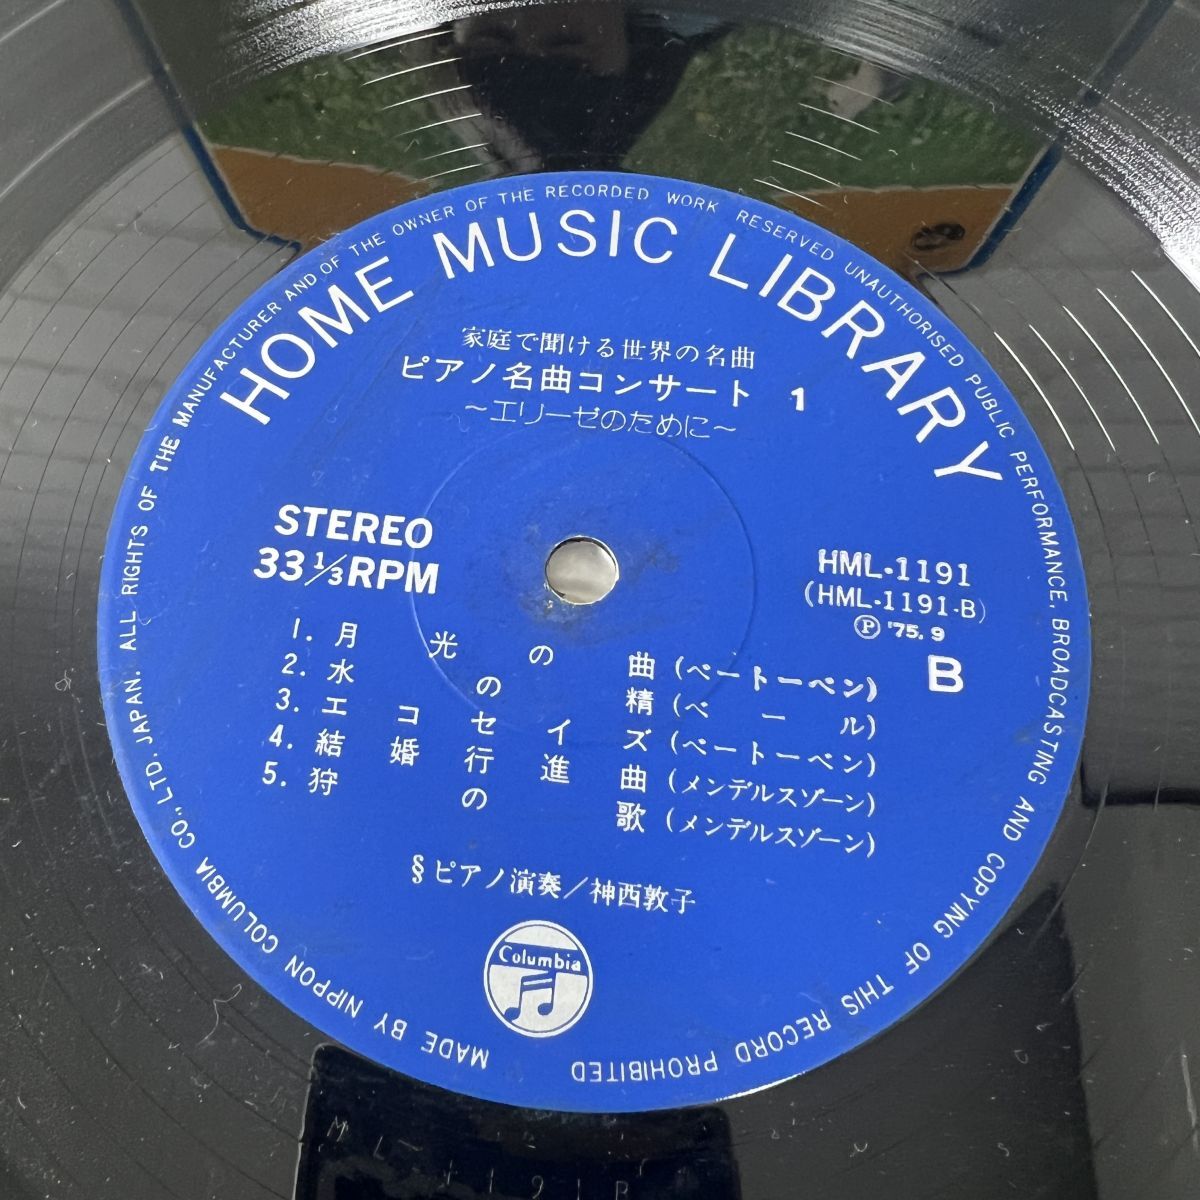 ALL RIGHTS OF THE MANUFACTURER AND OF THE OWNER OF THE RECORDED WORK RESERVED UNAUTHORISED PUBLIC PERFORMANCE, BROADCASTING AND COPYING OF THIS RECORD PROHIBITED
HOME MUSIC LIBRARY
家庭で聞ける世界の名曲
ピアノ名曲コンサート 1
～エリーゼのために～
STEREO
33 1/3 RPM
HML-1191
(HML-1191-B)
Ⓟ '75. 9
B
1. 月光の曲(ベートーベン)
2. 水の精(ベール)
3. エコセイズ(ベートーベン)
4. 結婚行進曲(メンデルスゾーン)
5. 狩の歌(メンデルスゾーン)
§ピアノ演奏／神西敦子
Columbia
MADE BY NIPPON COLUMBIA CO., LTD. JAPAN.